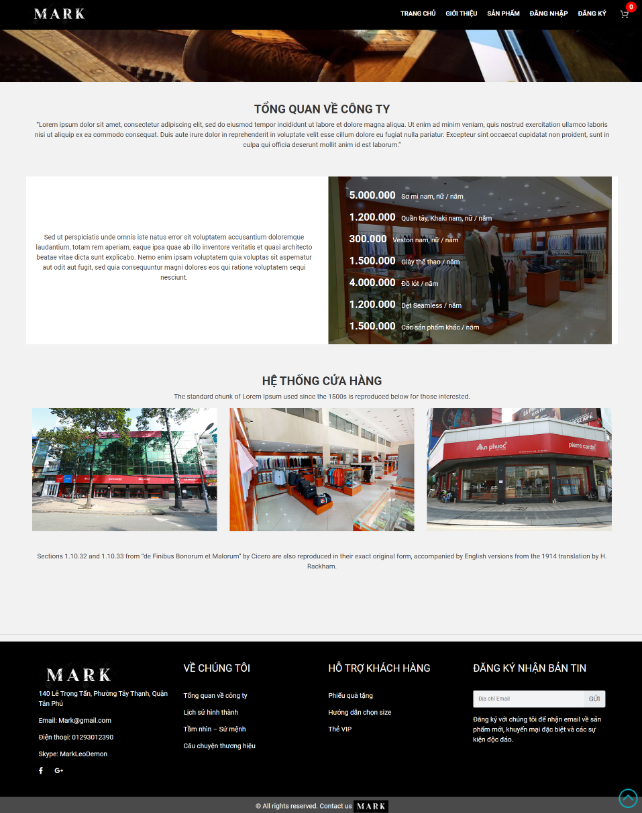 MARK
TRANG CHỦ GIỚI THIỆU SẢN PHẨM ĐĂNG NHẬP ĐĂNG KÝ 0
TỔNG QUAN VỀ CÔNG TY
"Lorem ipsum dolor sit amet, consectetur adipiscing elit, sed do eiusmod tempor incididunt ut labore et dolore magna aliqua. Ut enim ad minim veniam, quis nostrud exercitation ullamco laboris
nisi ut aliquip ex ea commodo consequat. Duis aute irure dolor in reprehenderit in voluptate velit esse cillum dolore eu fugiat nulla pariatur. Excepteur sint occaecat cupidatat non proident, sunt in
culpa qui officia deserunt mollit anim id est laborum."
Sed ut perspiciatis unde omnis iste natus error sit voluptatem accusantium doloremque
laudantium, totam rem aperiam, eaque ipsa quae ab illo inventore veritatis et quasi architecto
beatae vitae dicta sunt explicabo. Nemo enim ipsam voluptatem quia voluptas sit aspernatur
aut odit aut fugit, sed quia consequuntur magni dolores eos qui ratione voluptatem sequi
nesciunt.
5.000.000 Sơ mi nam, nữ / năm
1.200.000 Quần tây, Khaki nam, nữ / năm
300.000 Veston nam, nữ / năm
1.500.000 Giày thể thao / năm
4.000.000 Đồ lót / năm
1.200.000 Dệt Seamless / năm
1.500.000 Các sản phẩm khác / năm
HỆ THỐNG CỬA HÀNG
The standard chunk of Lorem Ipsum used since the 1500s is reproduced below for those interested.
An phước
pierre cardin
Sections 1.10.32 and 1.10.33 from "de Finibus Bonorum et Malorum" by Cicero are also reproduced in their exact original form, accompanied by English versions from the 1914 translation by H.
Rackham.
MARK
140 Lê Trọng Tấn, Phường Tây Thạnh, Quận
Tân Phú
Email: Mark@gmail.com
Điện thoại: 01293012390
Skype: MarkLeoDemon
G+
VỀ CHÚNG TÔI
Tổng quan về công ty
Lịch sử hình thành
Tầm nhìn – Sứ mệnh
Câu chuyện thương hiệu
HỖ TRỢ KHÁCH HÀNG
Phiếu quà tặng
Hướng dẫn chọn size
Thẻ VIP
ĐĂNG KÝ NHẬN BẢN TIN
Địa chỉ Email GỬI
Đăng ký với chúng tôi để nhận email về sản
phẩm mới, khuyến mại đặc biệt và các sự
kiện độc đáo.
© All rights reserved. Contact us MARK